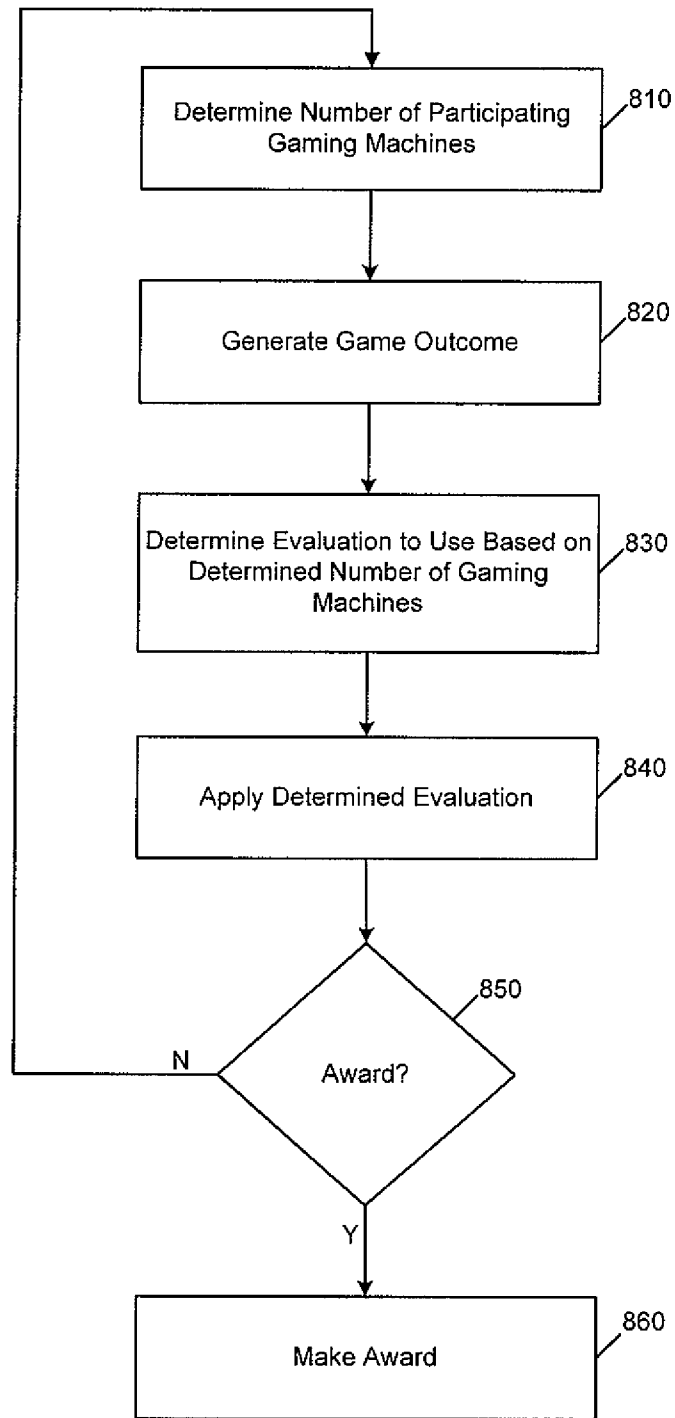 Determine Number of Participating
Gaming Machines
810
Generate Game Outcome
820
Determine Evaluation to Use Based on
Determined Number of Gaming
Machines
830
Apply Determined Evaluation
840
Award?
850
N
Y
Make Award
860